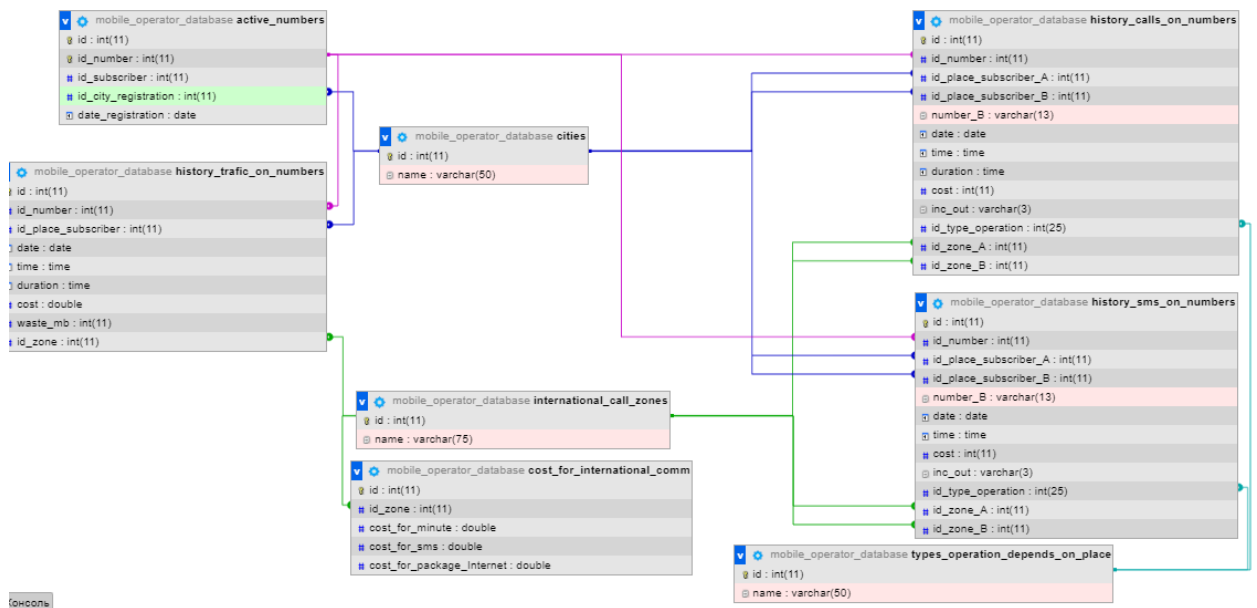 v mobile_operator_database active_numbers
id : int(11)
id_number : int(11)
# id_subscriber : int(11)
# id_city_registration : int(11)
date_registration : date
mobile_operator_database history_trafic_on_numbers
id : int(11)
id_number : int(11)
id_place_subscriber : int(11)
date : date
time : time
duration : time
cost : double
waste_mb : int(11)
id_zone : int(11)
v mobile_operator_database cities
id : int(11)
name : varchar(50)
v mobile_operator_database international_call_zones
id : int(11)
name : varchar(75)
v mobile_operator_database cost_for_international_comm
id : int(11)
# id_zone : int(11)
# cost_for_minute : double
# cost_for_sms : double
# cost_for_package_Internet : double
v mobile_operator_database history_calls_on_numbers
id : int(11)
# id_number : int(11)
# id_place_subscriber_A : int(11)
# id_place_subscriber_B : int(11)
number_B : varchar(13)
date : date
time : time
duration : time
# cost : int(11)
inc_out : varchar(3)
# id_type_operation : int(25)
# id_zone_A : int(11)
# id_zone_B : int(11)
v mobile_operator_database history_sms_on_numbers
id : int(11)
# id_number : int(11)
# id_place_subscriber_A : int(11)
# id_place_subscriber_B : int(11)
number_B : varchar(13)
date : date
time : time
# cost : int(11)
inc_out : varchar(3)
# id_type_operation : int(25)
# id_zone_A : int(11)
# id_zone_B : int(11)
v mobile_operator_database types_operation_depends_on_place
id : int(11)
name : varchar(50)
Консоль